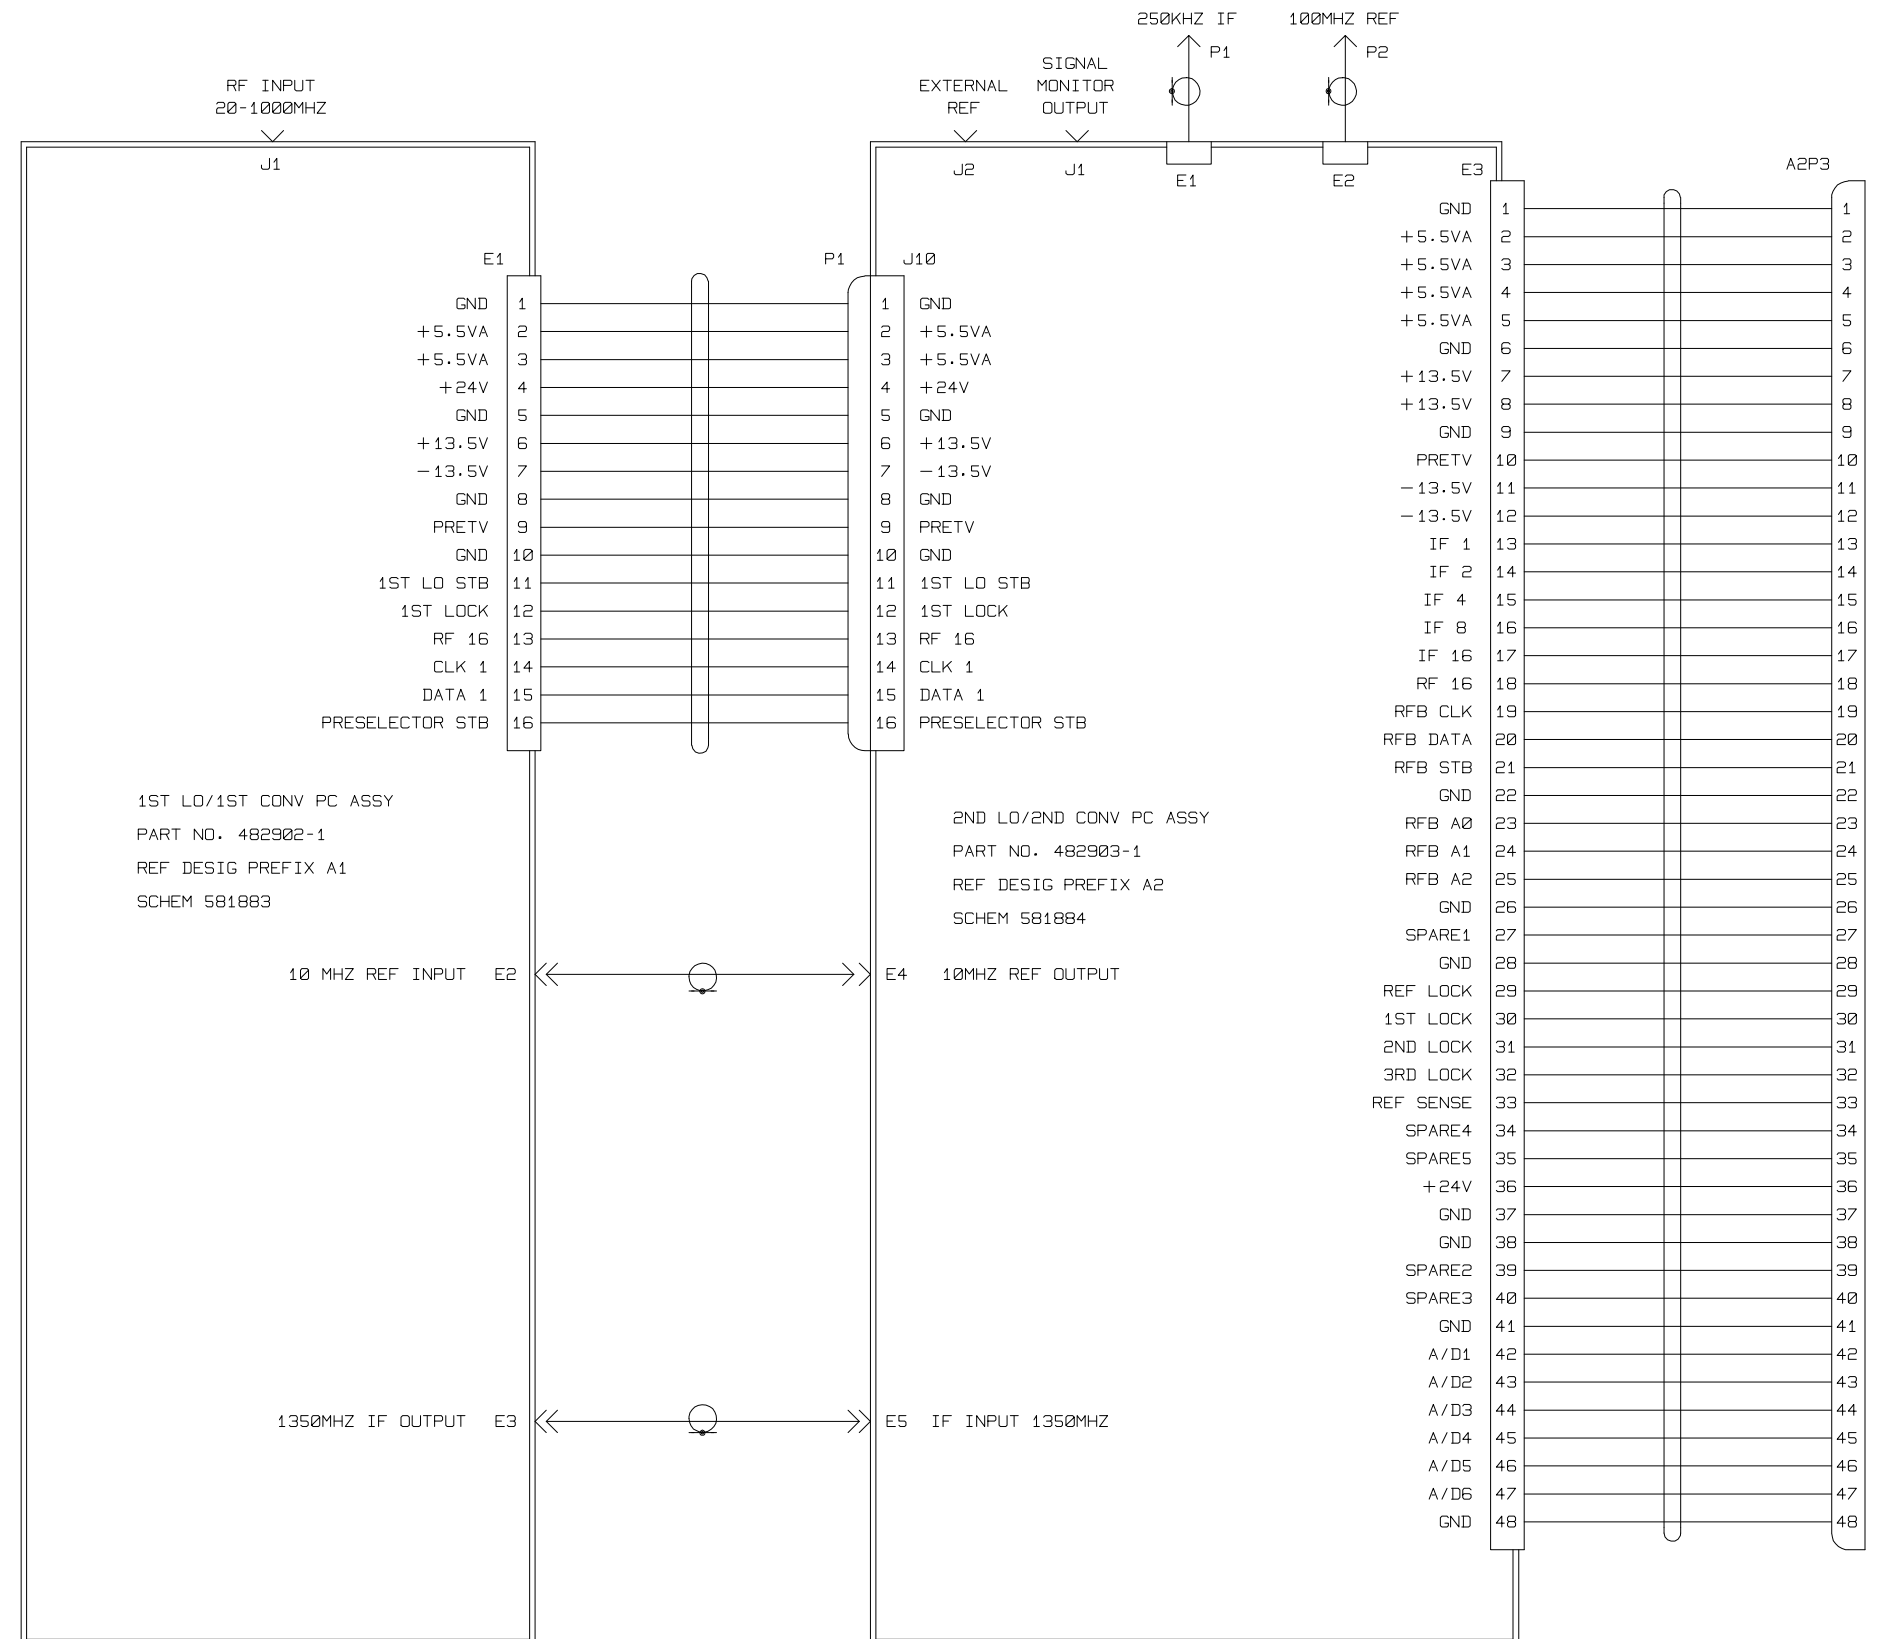 250KHZ IF
100MHZ REF
P1
P2
SIGNAL
MONITOR
OUTPUT
EXTERNAL
REF
RF INPUT
20-1000MHZ
J1
J2
J1
E1
E2
E3
A2P3
E1
P1
J10
GND 1 1 GND
+5.5VA 2 2 +5.5VA
+5.5VA 3 3 +5.5VA
+24V 4 4 +24V
GND 5 5 GND
+13.5V 6 6 +13.5V
-13.5V 7 7 -13.5V
GND 8 8 GND
PRETV 9 9 PRETV
GND 10 10 GND
1ST LO STB 11 11 1ST LO STB
1ST LOCK 12 12 1ST LOCK
RF 16 13 13 RF 16
CLK 1 14 14 CLK 1
DATA 1 15 15 DATA 1
PRESELECTOR STB 16 16 PRESELECTOR STB
1ST LO/1ST CONV PC ASSY
PART NO. 482902-1
REF DESIG PREFIX A1
SCHEM 581883
2ND LO/2ND CONV PC ASSY
PART NO. 482903-1
REF DESIG PREFIX A2
SCHEM 581884
10 MHZ REF INPUT E2
E4 10MHZ REF OUTPUT
1350MHZ IF OUTPUT E3
E5 IF INPUT 1350MHZ
GND 1 1
+5.5VA 2 2
+5.5VA 3 3
+5.5VA 4 4
+5.5VA 5 5
GND 6 6
+13.5V 7 7
+13.5V 8 8
GND 9 9
PRETV 10 10
-13.5V 11 11
-13.5V 12 12
IF 1 13 13
IF 2 14 14
IF 4 15 15
IF 8 16 16
IF 16 17 17
RF 16 18 18
RFB CLK 19 19
RFB DATA 20 20
RFB STB 21 21
GND 22 22
RFB A0 23 23
RFB A1 24 24
RFB A2 25 25
GND 26 26
SPARE1 27 27
GND 28 28
REF LOCK 29 29
1ST LOCK 30 30
2ND LOCK 31 31
3RD LOCK 32 32
REF SENSE 33 33
SPARE4 34 34
SPARE5 35 35
+24V 36 36
GND 37 37
GND 38 38
SPARE2 39 39
SPARE3 40 40
GND 41 41
A/D1 42 42
A/D2 43 43
A/D3 44 44
A/D4 45 45
A/D5 46 46
A/D6 47 47
GND 48 48